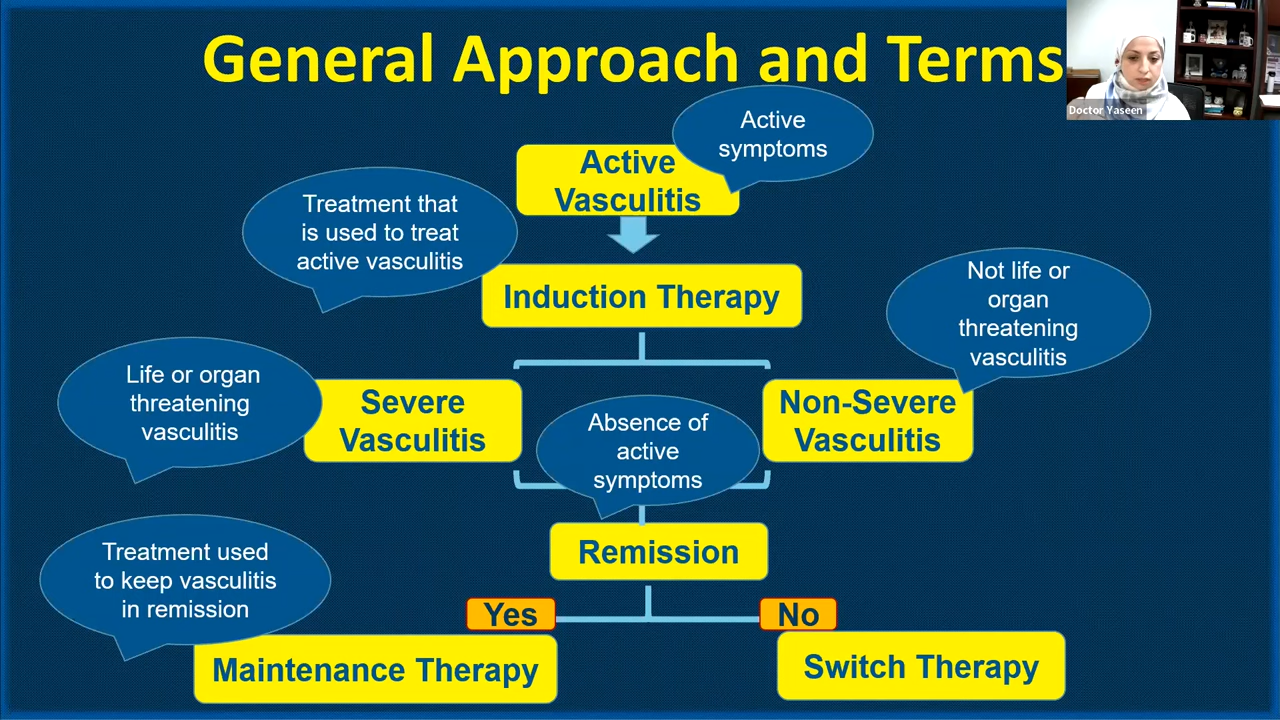 General Approach and Terms
Doctor Yaseen
Active
symptoms
Active
Vasculitis
Treatment that
is used to treat
active vasculitis
Induction Therapy
Not life or
organ
threatening
vasculitis
Life or organ
threatening
vasculitis
Severe
Vasculitis
Absence of
active
symptoms
Non-Severe
Vasculitis
Remission
Treatment used
to keep vasculitis
in remission
Yes
No
Maintenance Therapy
Switch Therapy